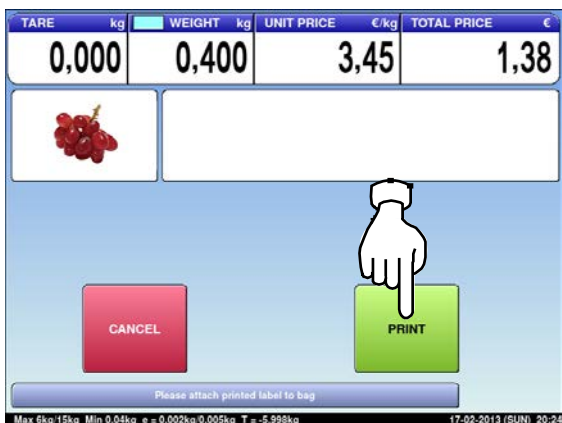 TARE kg WEIGHT kg UNIT PRICE €/kg TOTAL PRICE €
0,000 0,400 3,45 1,38
CANCEL PRINT
Please attach printed label to bag
Max 6kg/15kg Min 0.04kg e = 0.002kg/0.005kg T = -5.998kg 17-02-2013 (SUN) 20:24